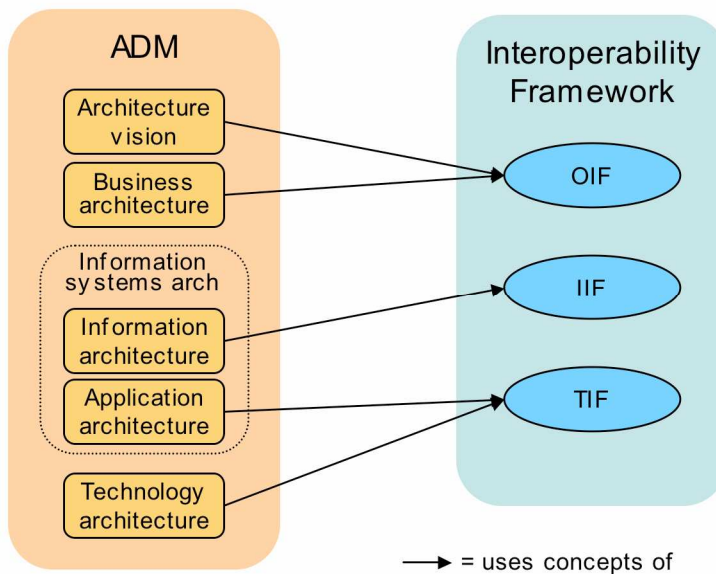 ADM
Architecture
vision
Business
architecture
Information
systems arch
Information
architecture
Application
architecture
Technology
architecture
Interoperability
Framework
OIF
IIF
TIF
= uses concepts of